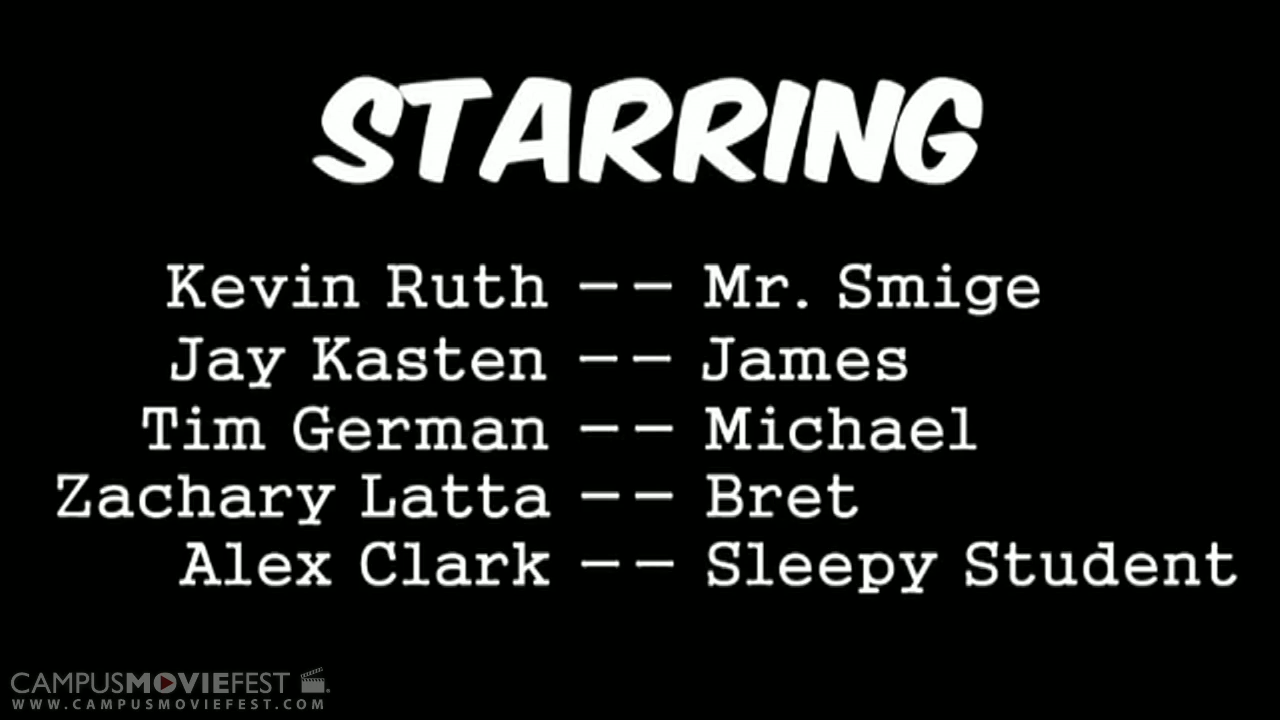 STARRING
Kevin Ruth -- Mr. Smige
Jay Kasten -- James
Tim German -- Michael
Zachary Latta -- Bret
Alex Clark -- Sleepy Student
CAMPUSMOVIEFEST
WWW.CAMPUSMOVIEFEST.COM